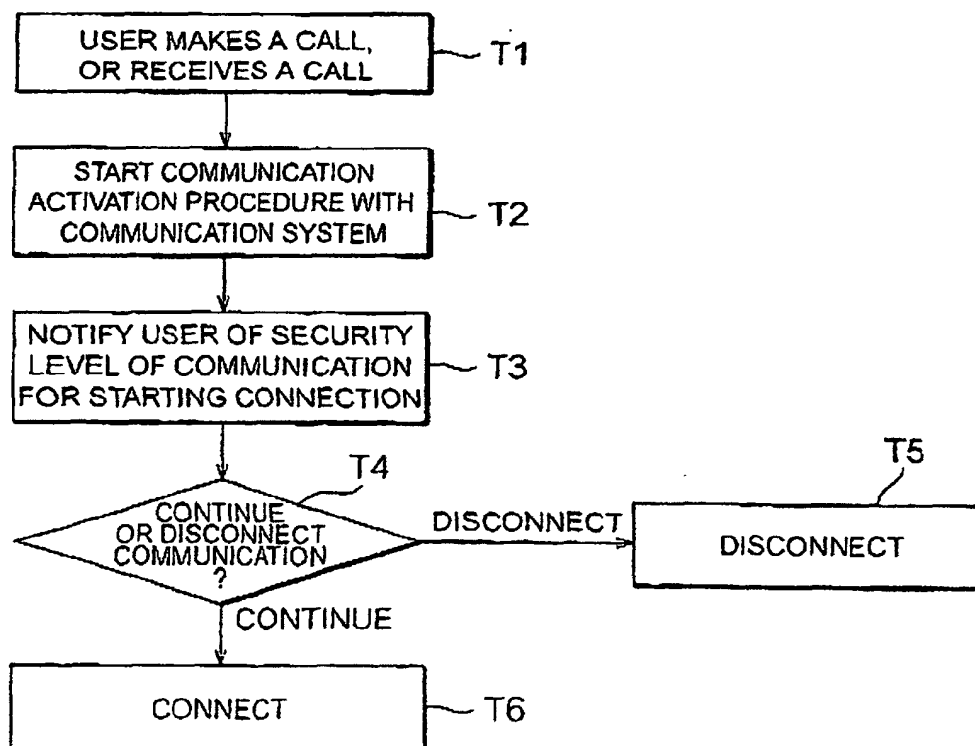 USER MAKES A CALL,
OR RECEIVES A CALL
T1
START COMMUNICATION
ACTIVATION PROCEDURE WITH
COMMUNICATION SYSTEM
T2
NOTIFY USER OF SECURITY
LEVEL OF COMMUNICATION
FOR STARTING CONNECTION
T3
T4
CONTINUE
OR DISCONNECT
COMMUNICATION
?
DISCONNECT
T5
DISCONNECT
CONTINUE
CONNECT
T6